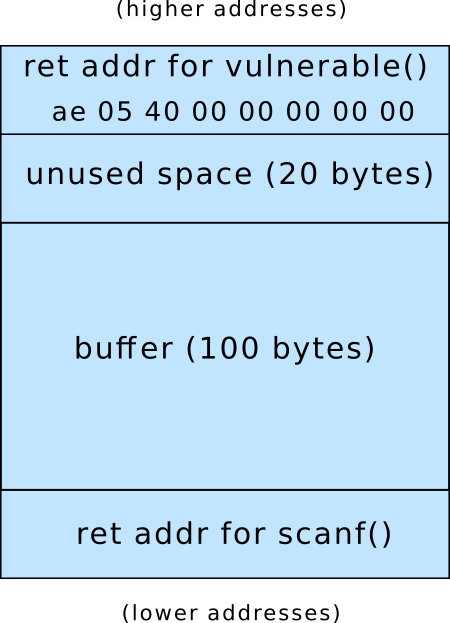 (higher addresses)
ret addr for vulnerable()
ae 05 40 00 00 00 00 00
unused space (20 bytes)
buffer (100 bytes)
ret addr for scanf()
(lower addresses)